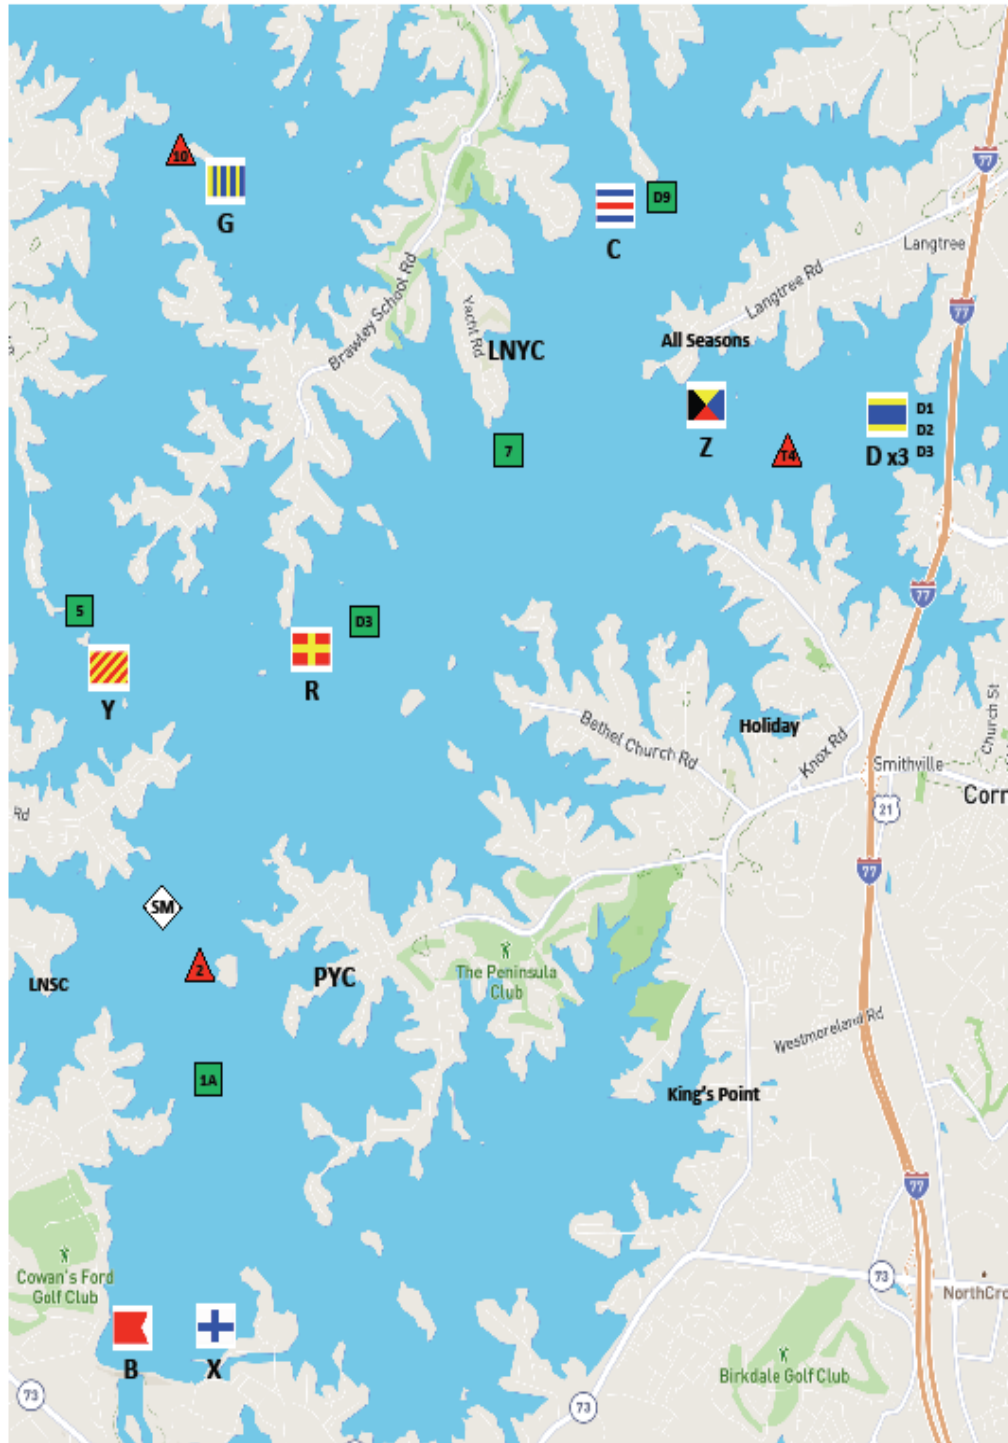 10
G
77
D9
C
Langtree
Langtree Rd
77
Brawley School Rd
Yacht Rd
LNYC
All Seasons
D1
D2
D3
Z
T4
D x3
7
77
5
D3
Y
R
Church St
Bethel Church Rd
Holiday
Knox Rd
Smithville
Corn
21
Rd
77
SM
2
LNSC
PYC
The Peninsula
Club
Westmoreland Rd
1A
King's Point
77
Cowan's Ford
Golf Club
73
NorthCro
B
X
Birkdale Golf Club
73
73